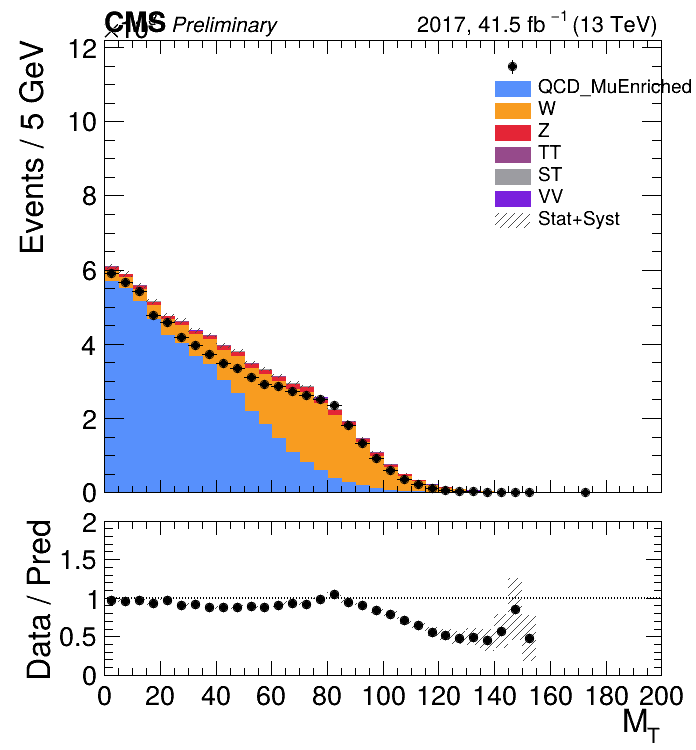 CMS Preliminary 2017, 41.5 fb⁻¹ (13 TeV)
Events / 5 GeV
12
10
8
6
4
2
0
QCD_MuEnriched
W
Z
TT
ST
VV
Stat+Syst
Data / Pred
2
1.5
1
0.5
0
0 20 40 60 80 100 120 140 160 180 200
M_T